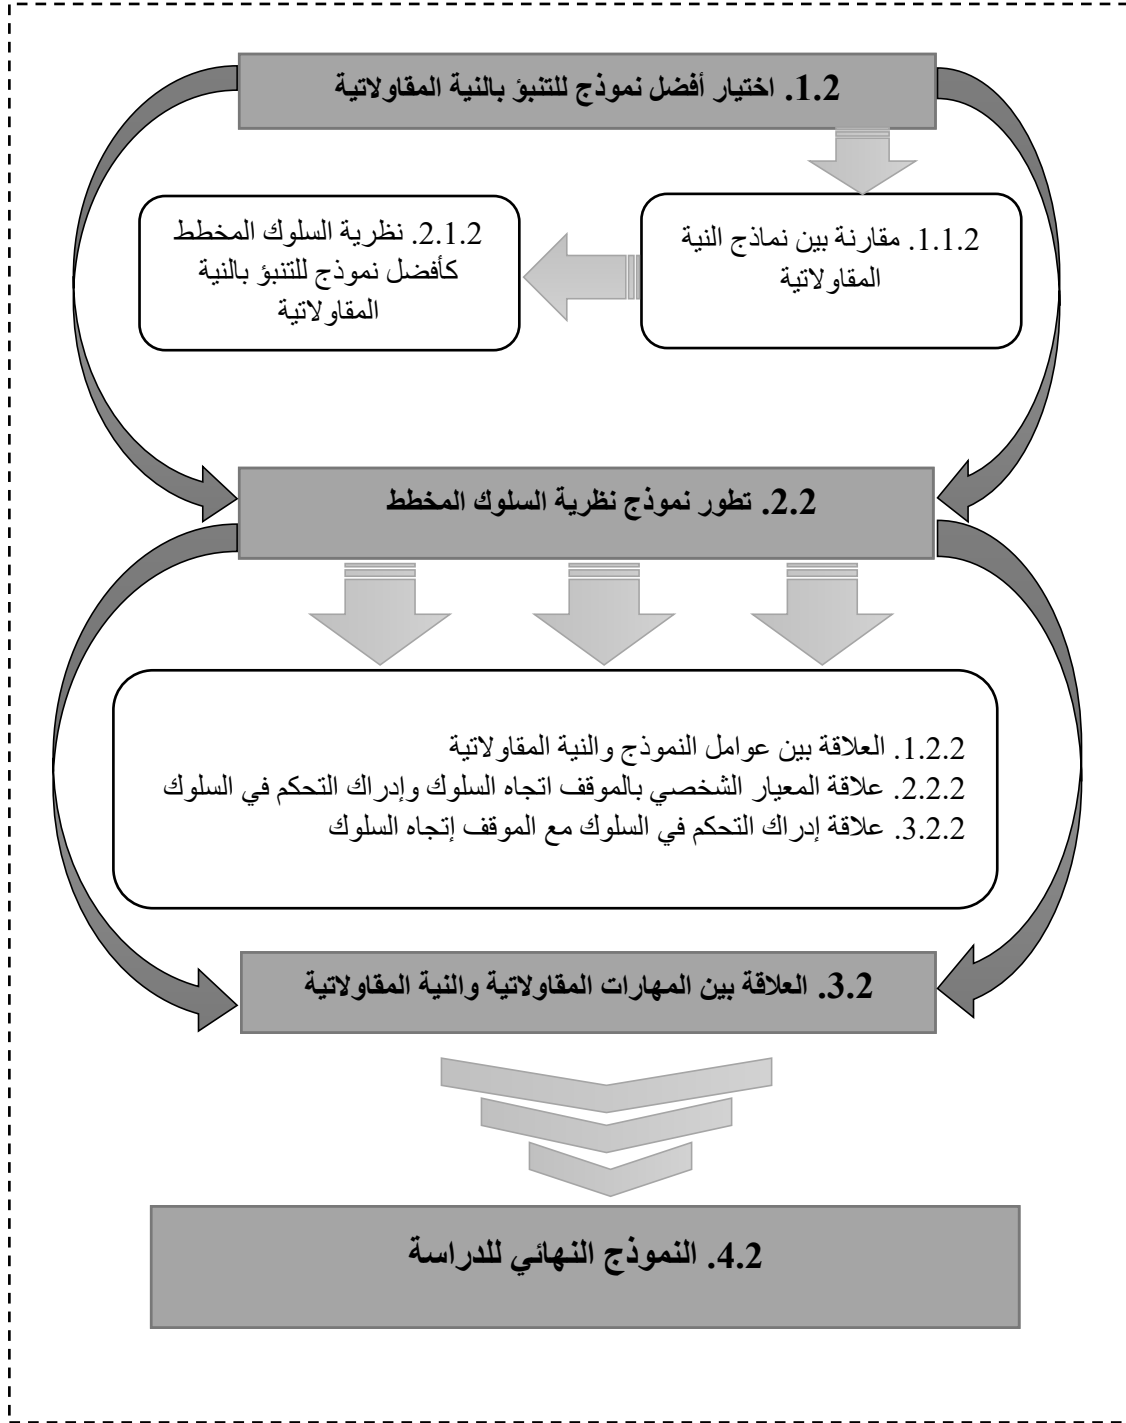 1.2. اختيار أفضل نموذج للتنبؤ بالنية المقاولاتية
1.1.2. مقارنة بين نماذج النية
المقاولاتية
2.1.2. نظرية السلوك المخطط
كأفضل نموذج للتنبؤ بالنية
المقاولاتية
2.2. تطور نموذج نظرية السلوك المخطط
1.2.2. العلاقة بين عوامل النموذج والنية المقاولاتية
2.2.2. علاقة المعيار الشخصي بالموقف اتجاه السلوك وإدراك التحكم في السلوك
3.2.2. علاقة إدراك التحكم في السلوك مع الموقف إتجاه السلوك
3.2. العلاقة بين المهارات المقاولاتية والنية المقاولاتية
4.2. النموذج النهائي للدراسة